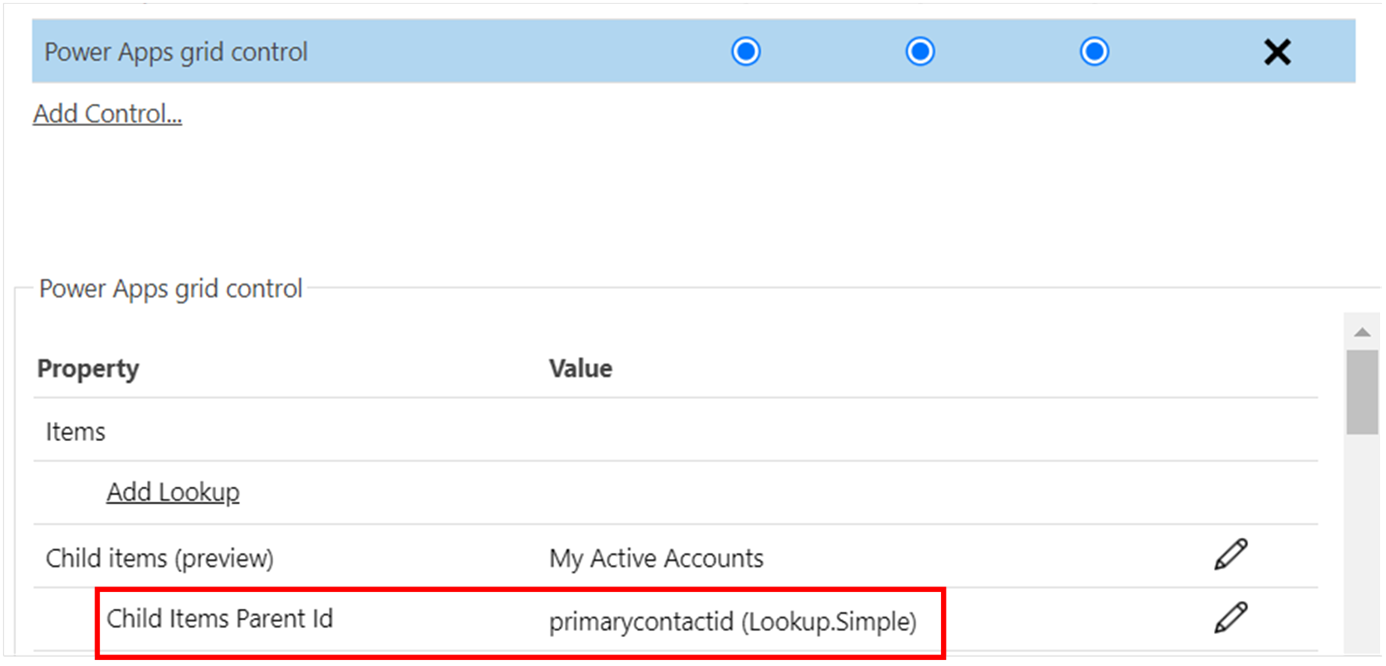 Power Apps grid control
Add Control...
Power Apps grid control
Property Value
Items
Add Lookup
Child items (preview) My Active Accounts
Child Items Parent Id primarycontactid (Lookup.Simple)